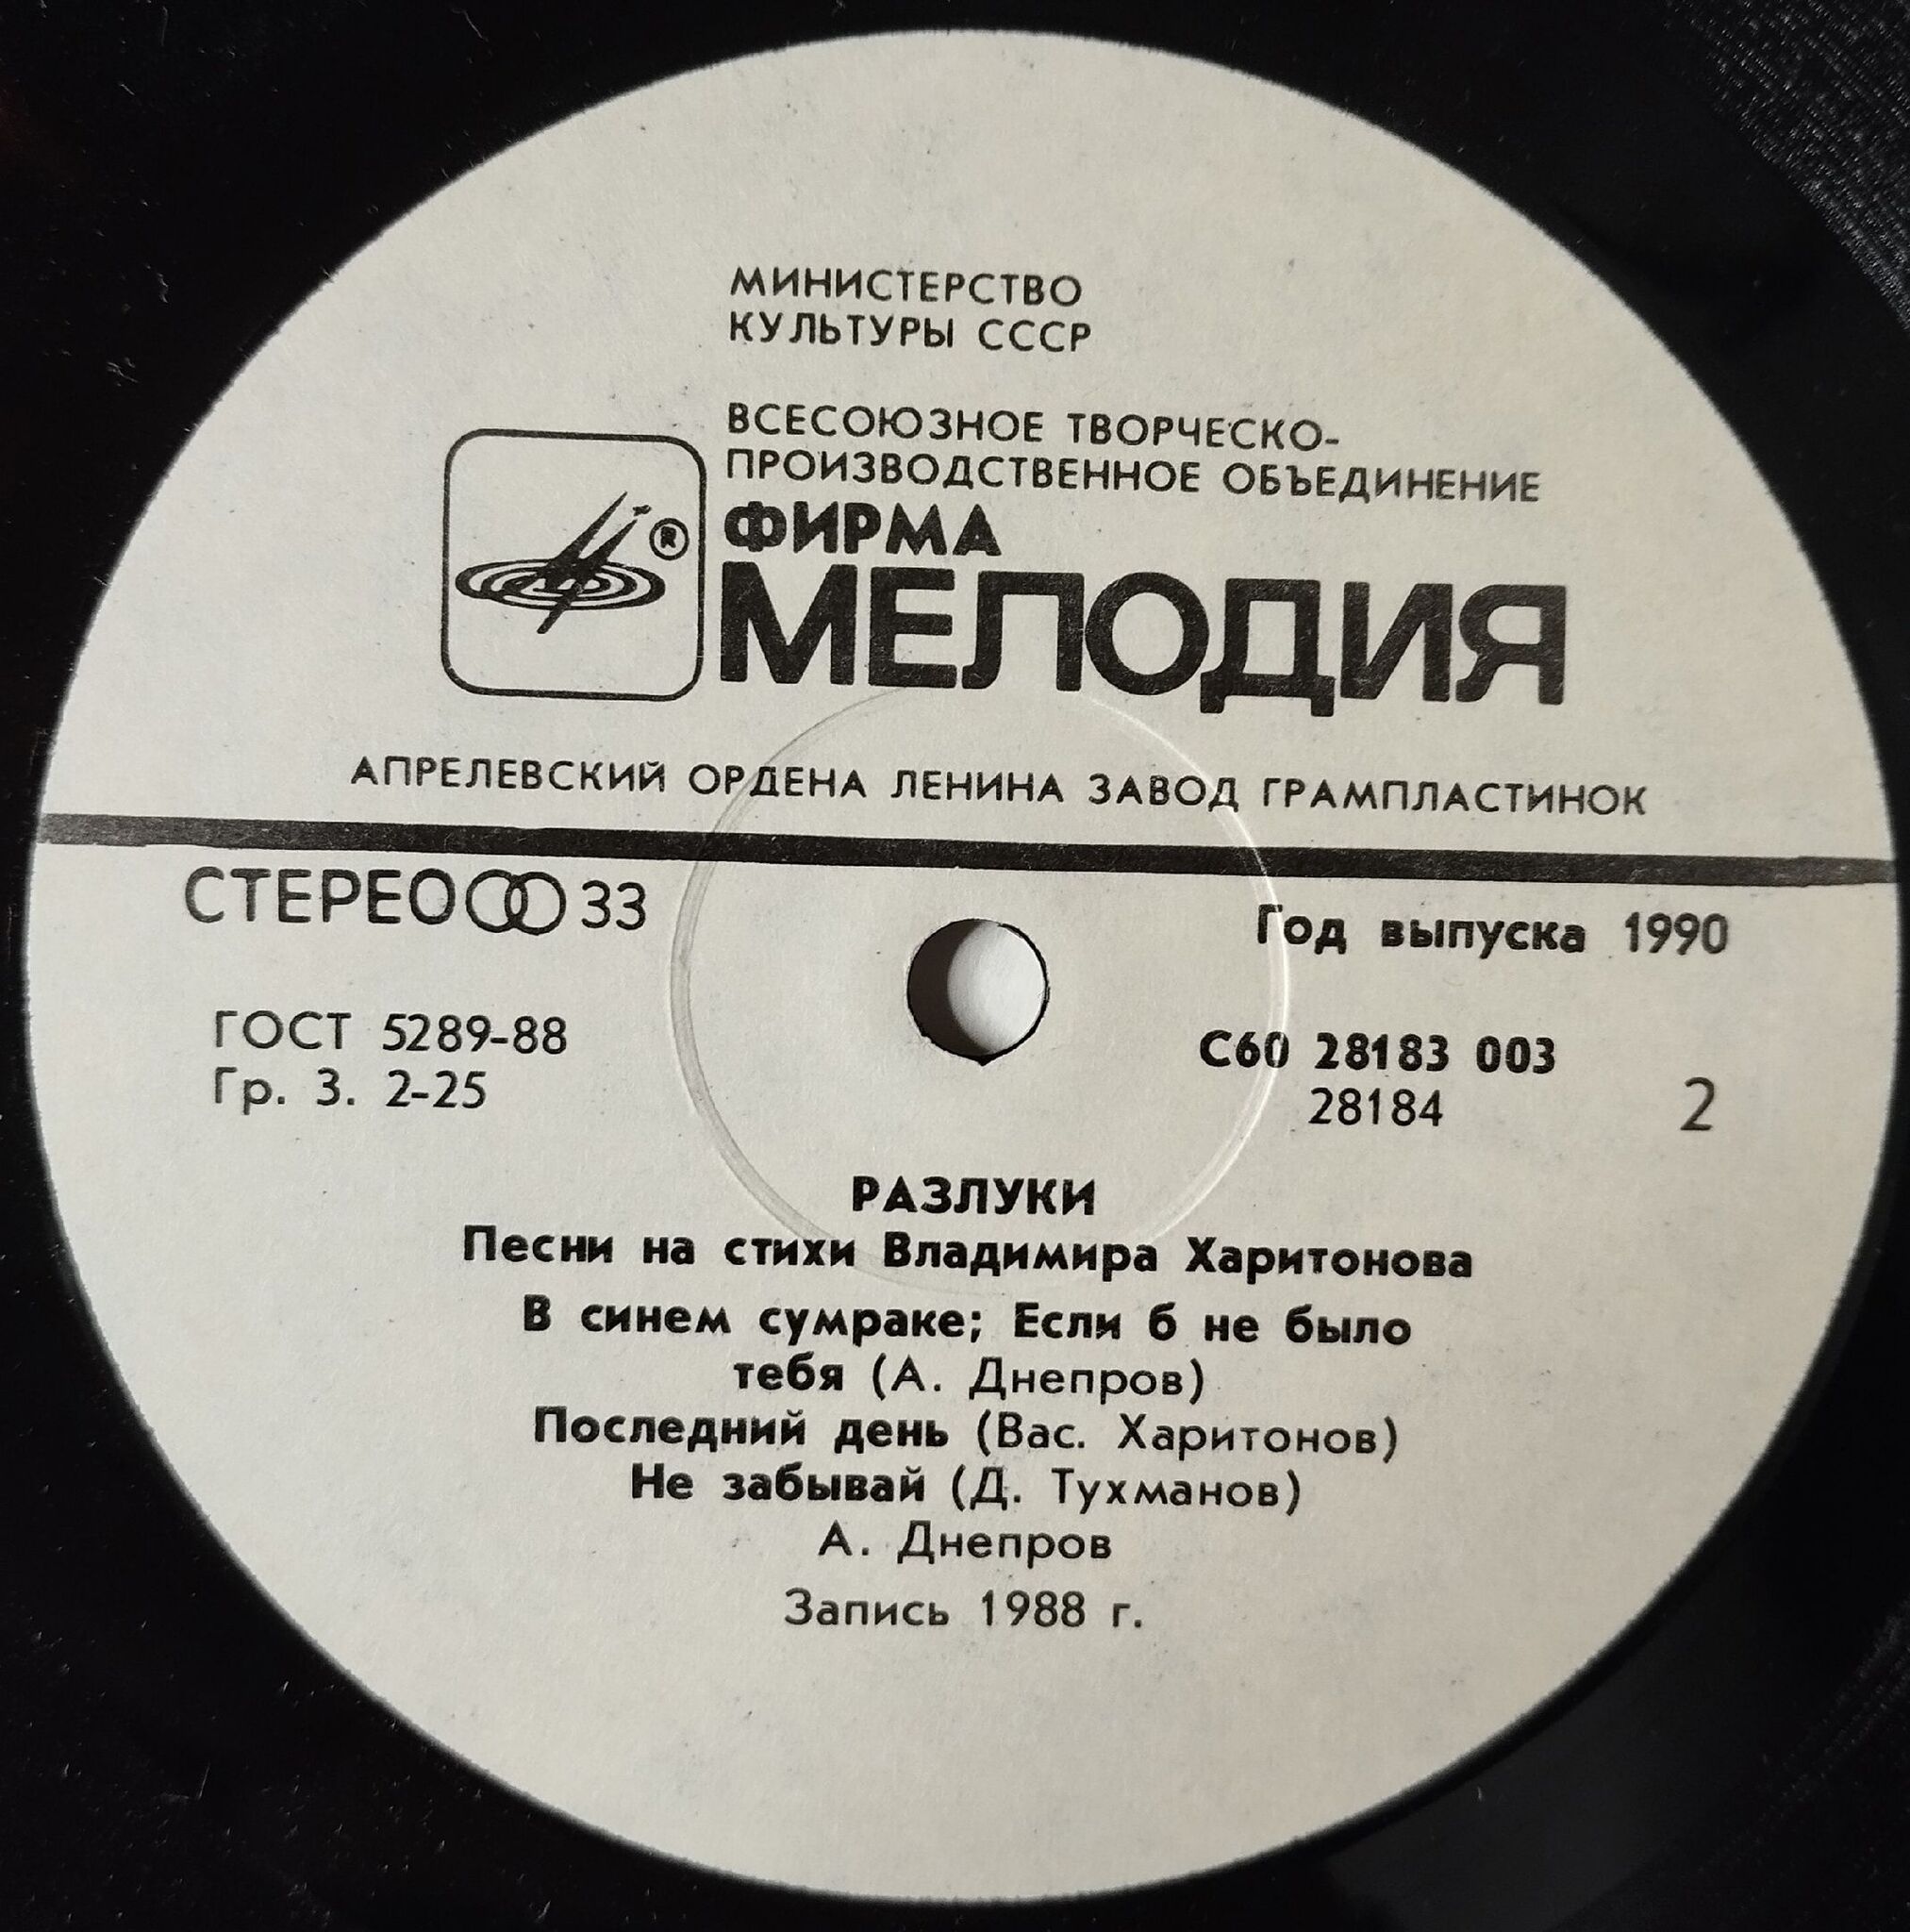 МИНИСТЕРСТВО
КУЛЬТУРЫ СССР
ВСЕСОЮЗНОЕ ТВОРЧЕСКО-
ПРОИЗВОДСТВЕННОЕ ОБЪЕДИНЕНИЕ
®
ФИРМА
МЕЛОДИЯ
АПРЕЛЕВСКИЙ ОРДЕНА ЛЕНИНА ЗАВОД ГРАМПЛАСТИНОК
СТЕРЕО 33
Год выпуска 1990
ГОСТ 5289-88
Гр. 3. 2-25
С60 28183 003
28184
2
РАЗЛУКИ
Песни на стихи Владимира Харитонова
В синем сумраке; Если б не было
тебя (А. Днепров)
Последний день (Вас. Харитонов)
Не забывай (Д. Тухманов)
А. Днепров
Запись 1988 г.